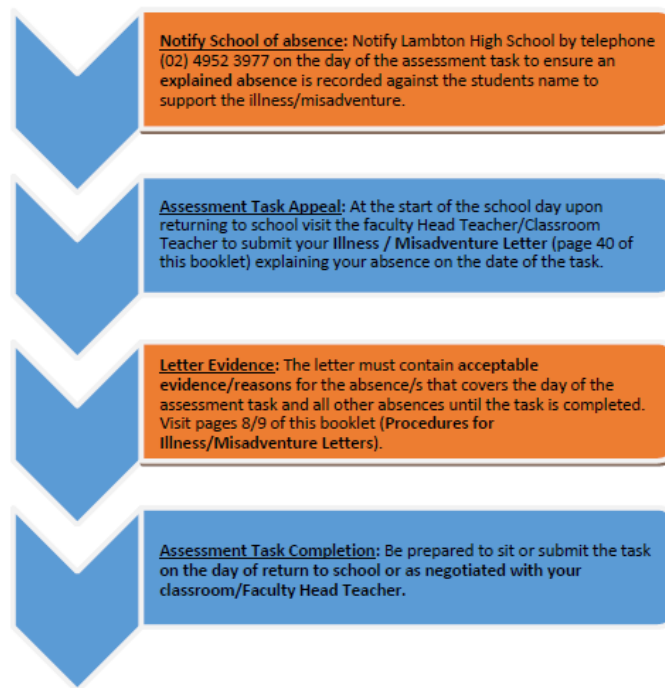 Notify School of absence: Notify Lambton High School by telephone
(02) 4952 3977 on the day of the assessment task to ensure an
explained absence is recorded against the students name to
support the illness/misadventure.
Assessment Task Appeal: At the start of the school day upon
returning to school visit the faculty Head Teacher/Classroom
Teacher to submit your Illness / Misadventure Letter (page 40 of
this booklet) explaining your absence on the date of the task.
Letter Evidence: The letter must contain acceptable
evidence/reasons for the absence/s that covers the day of the
assessment task and all other absences until the task is completed.
Visit pages 8/9 of this booklet (Procedures for
Illness/Misadventure Letters).
Assessment Task Completion: Be prepared to sit or submit the task
on the day of return to school or as negotiated with your
classroom/Faculty Head Teacher.